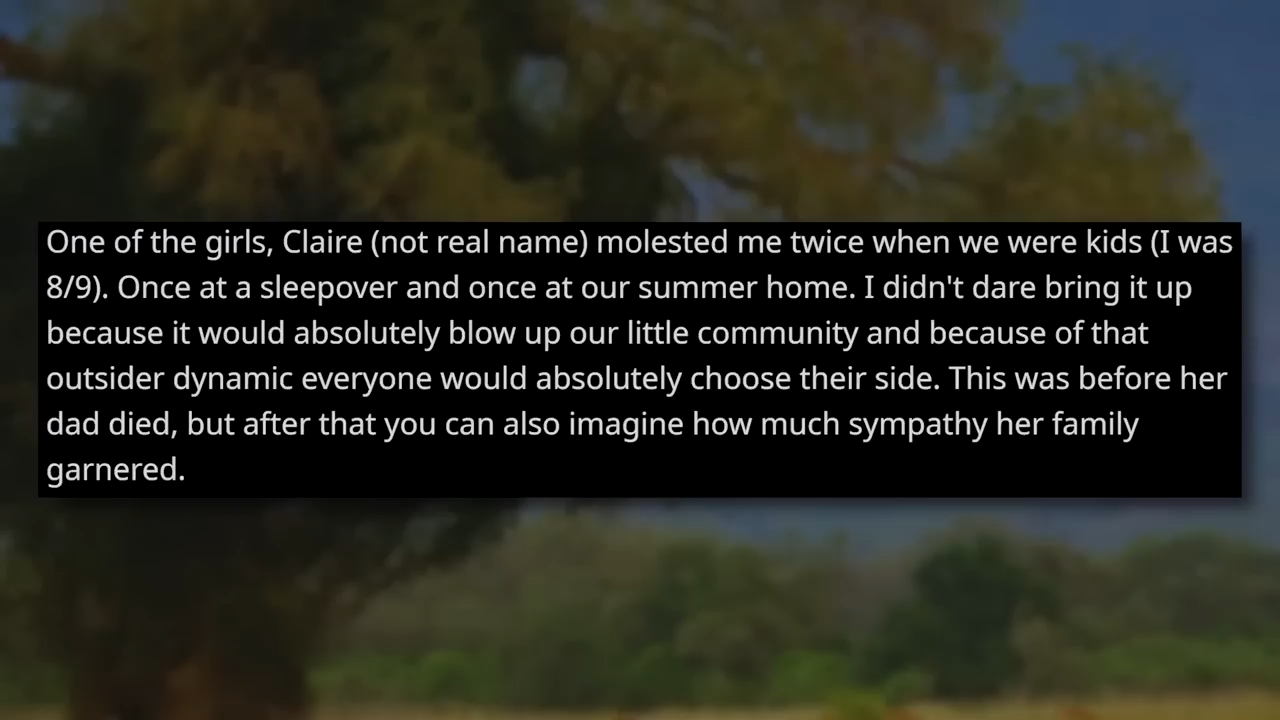 One of the girls, Claire (not real name) molested me twice when we were kids (I was
8/9). Once at a sleepover and once at our summer home. I didn't dare bring it up
because it would absolutely blow up our little community and because of that
outsider dynamic everyone would absolutely choose their side. This was before her
dad died, but after that you can also imagine how much sympathy her family
garnered.